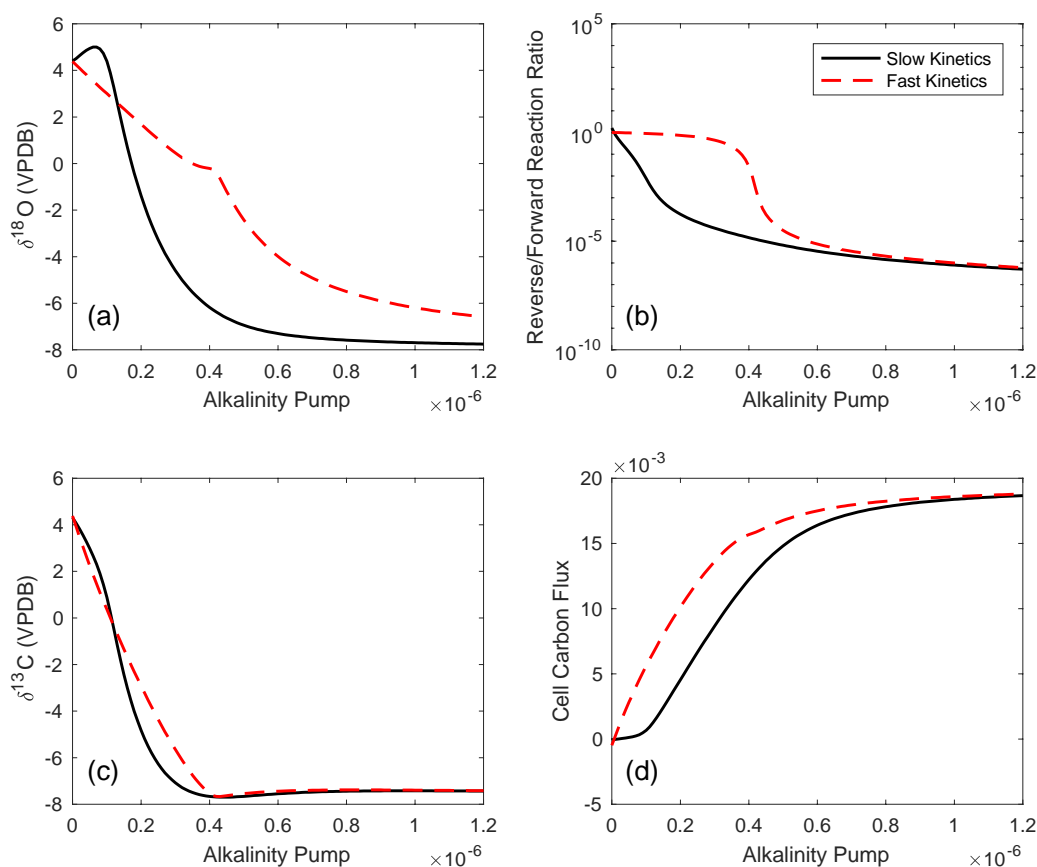 6
4
2
0
-2
-4
-6
-8
δ18O (VPDB)
(a)
0 0.2 0.4 0.6 0.8 1 1.2
Alkalinity Pump ×10-6
105
100
10-5
10-10
Reverse/Forward Reaction Ratio
Slow Kinetics
Fast Kinetics
(b)
0 0.2 0.4 0.6 0.8 1 1.2
Alkalinity Pump ×10-6
6
4
2
0
-2
-4
-6
-8
δ13C (VPDB)
(c)
0 0.2 0.4 0.6 0.8 1 1.2
Alkalinity Pump ×10-6
×10-3
20
15
10
5
0
-5
Cell Carbon Flux
(d)
0 0.2 0.4 0.6 0.8 1 1.2
Alkalinity Pump ×10-6